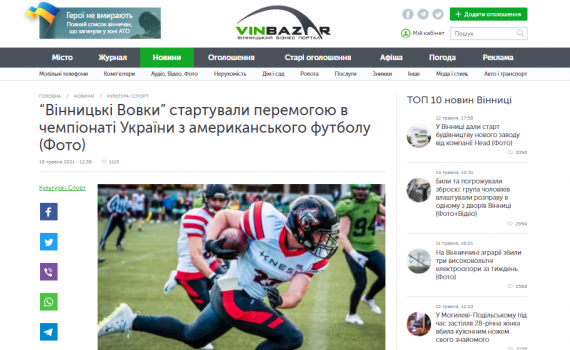 Герої не вмирають
Повний список вінничан,
що загинули у зоні АТО
VINBAZAR
ВІННИЦЬКИЙ БІЗНЕС ПОРТАЛ
+ Додати оголошення
Мій кабінет
Пошук
Місто Журнал Новини Оголошення Старі оголошення Афіша Погода Реклама
Мобільні телефони Комп'ютери Аудіо, Відео, Фото Нерухомість Дім і сад Робота Послуги Знижки Інше Мода і стиль Авто і транспорт
ГОЛОВНА / НОВИНИ / КУЛЬТУРА І СПОРТ
“Вінницькі Вовки” стартували перемогою в
чемпіонаті України з американського футболу
(Фото)
10 травня 2021 - 12:39 1115
Культура і Спорт
KNESS
ТОП 10 новин Вінниці
12 травня, 17:58
У Вінниці дали старт
будівництву нового заводу
від компанії Head (Фото)
3390
14 травня, 10:31
Били та погрожували
зброєю: група чоловіків
влаштували розправу в
одному з дворів Вінниці
(Фото+Відео)
2994
11 травня, 18:01
На Вінниччині аграрії збили
три високовольтні
електроопори за тиждень
(Фото)
2568
12 травня, 12:22
У Могилеві-Подільському під
час застілля 28-річна жінка
вбила кухонним ножем
свого знайомого